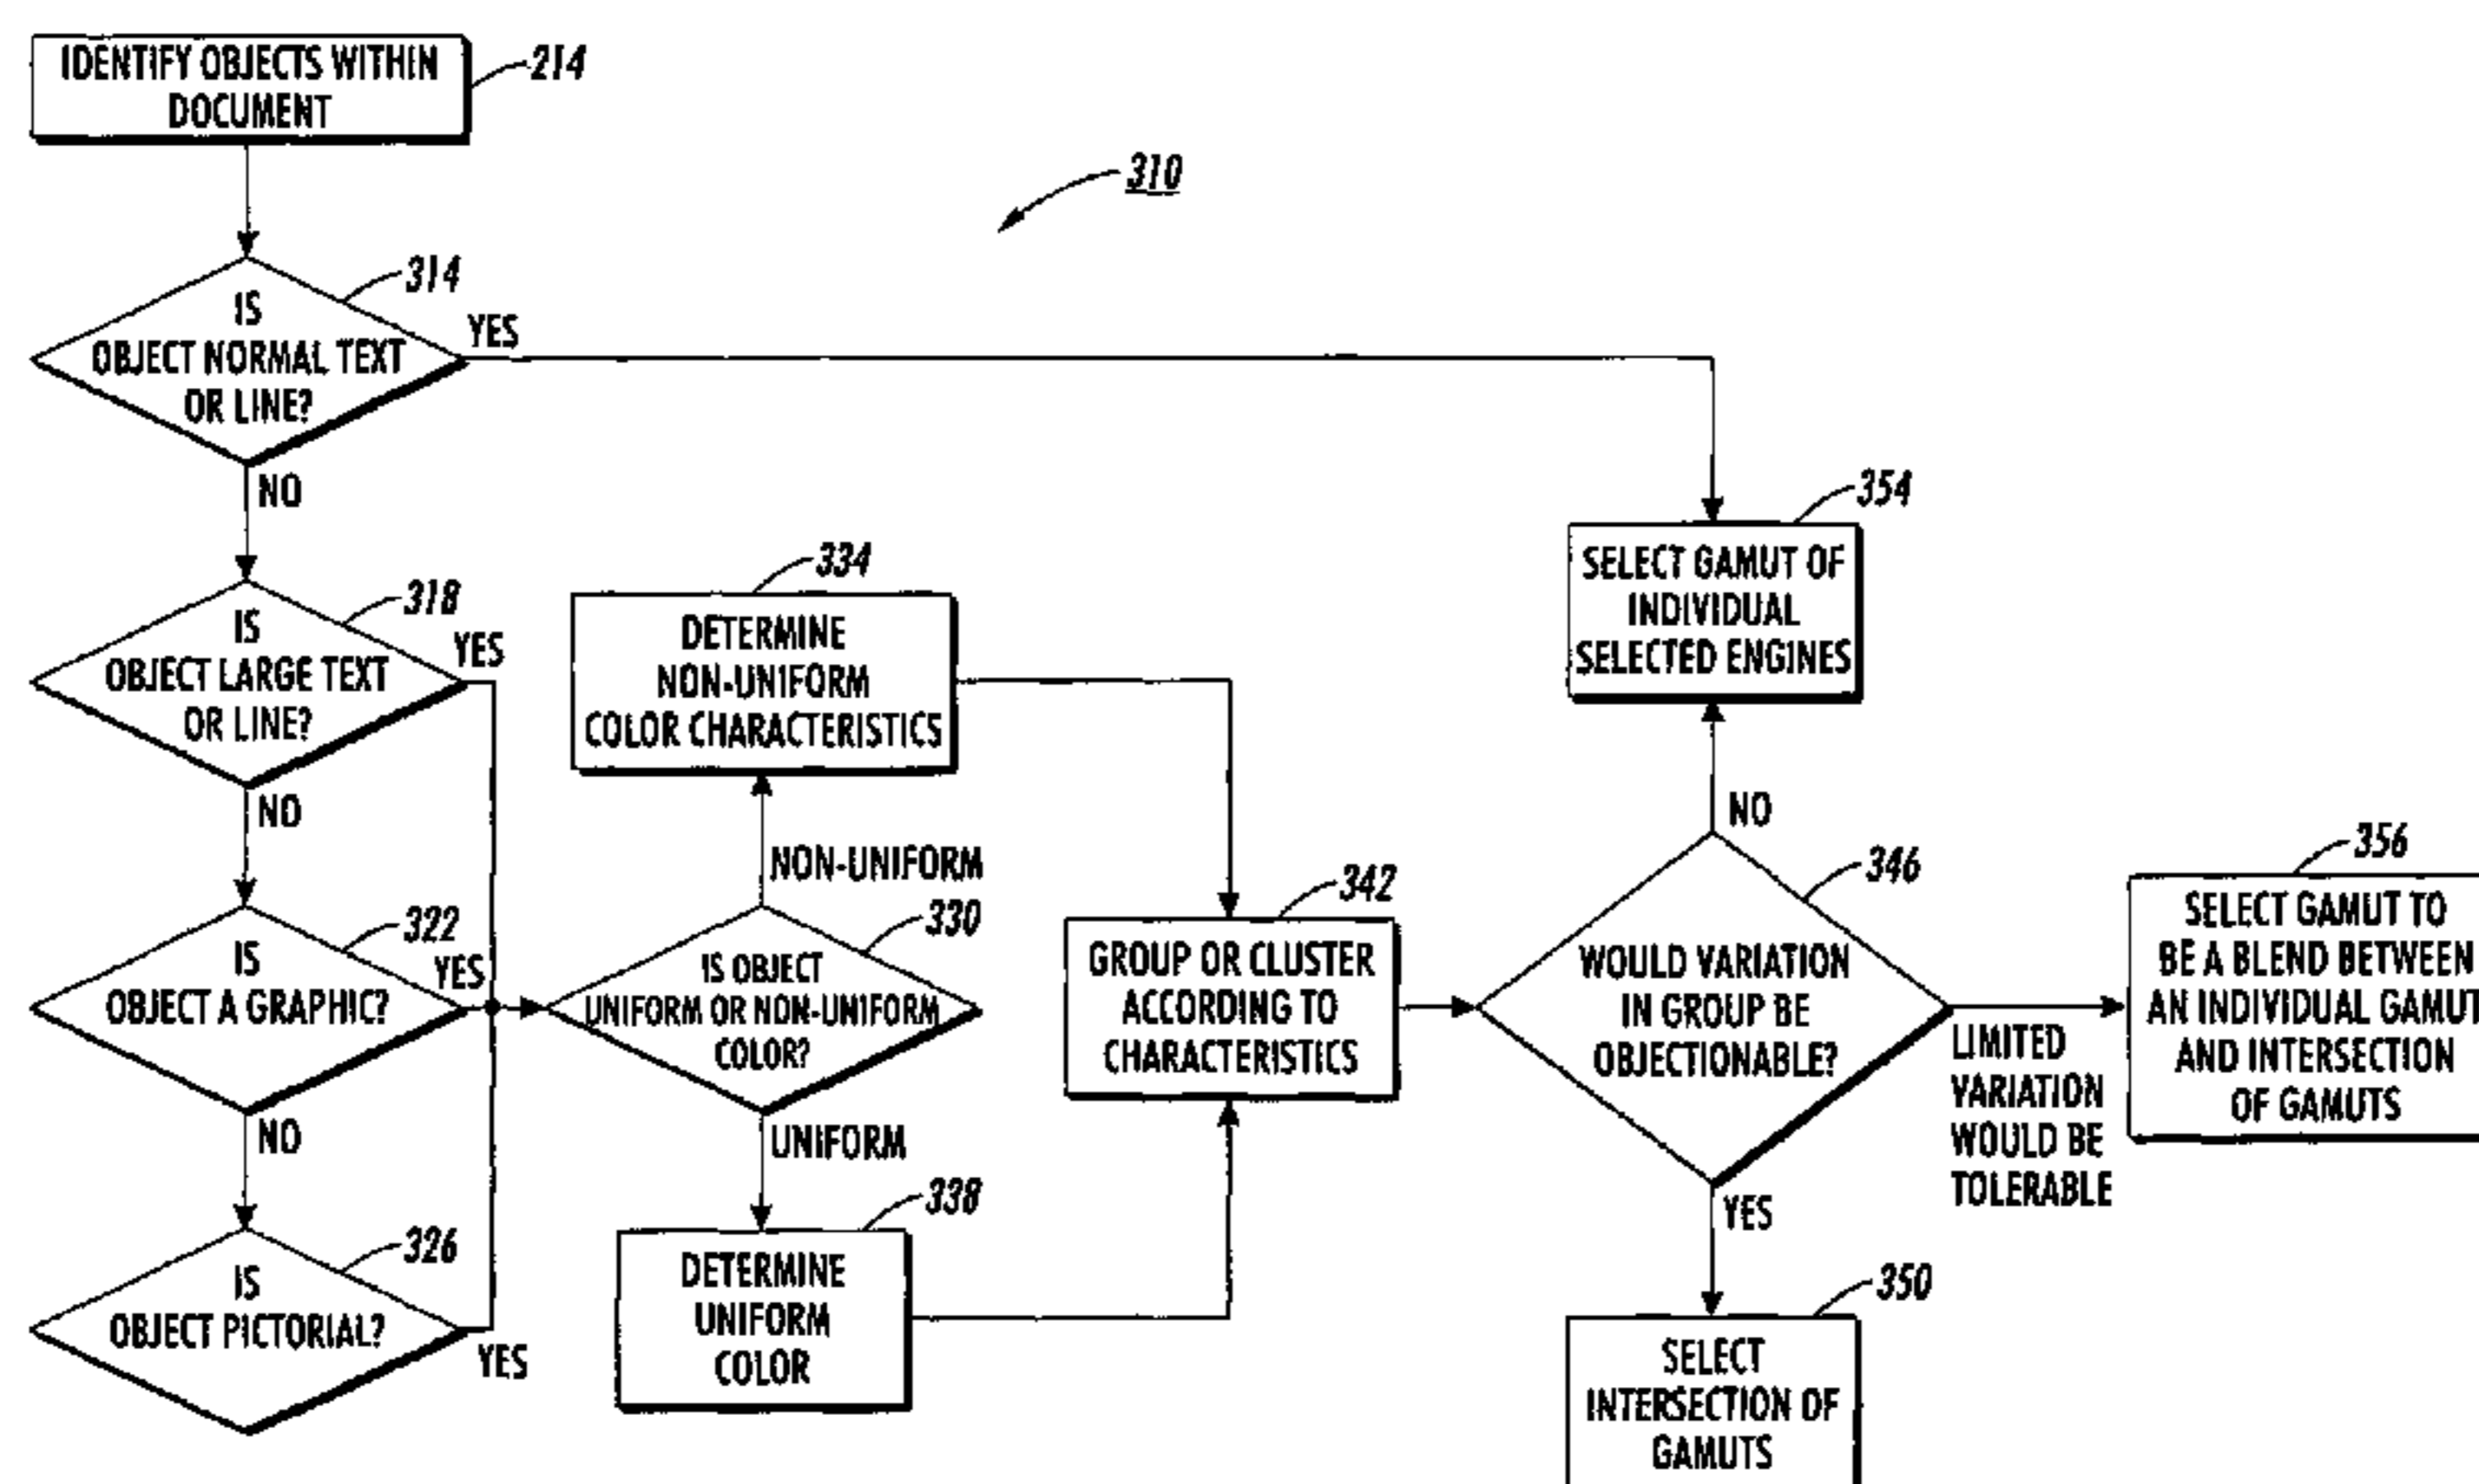 IDENTIFY OBJECTS WITHIN
DOCUMENT
214
310
IS
OBJECT NORMAL TEXT
OR LINE?
314
YES
NO
IS
OBJECT LARGE TEXT
OR LINE?
318
YES
NO
IS
OBJECT A GRAPHIC?
322
YES
NO
IS
OBJECT PICTORIAL?
326
YES
334
DETERMINE
NON-UNIFORM
COLOR CHARACTERISTICS
NON-UNIFORM
330
IS OBJECT
UNIFORM OR NON-UNIFORM
COLOR?
UNIFORM
338
DETERMINE
UNIFORM
COLOR
342
GROUP OR CLUSTER
ACCORDING TO
CHARACTERISTICS
354
SELECT GAMUT OF
INDIVIDUAL
SELECTED ENGINES
NO
346
WOULD VARIATION
IN GROUP BE
OBJECTIONABLE?
YES
LIMITED
VARIATION
WOULD BE
TOLERABLE
356
SELECT GAMUT TO
BE A BLEND BETWEEN
AN INDIVIDUAL GAMUT
AND INTERSECTION
OF GAMUTS
350
SELECT
INTERSECTION OF
GAMUTS